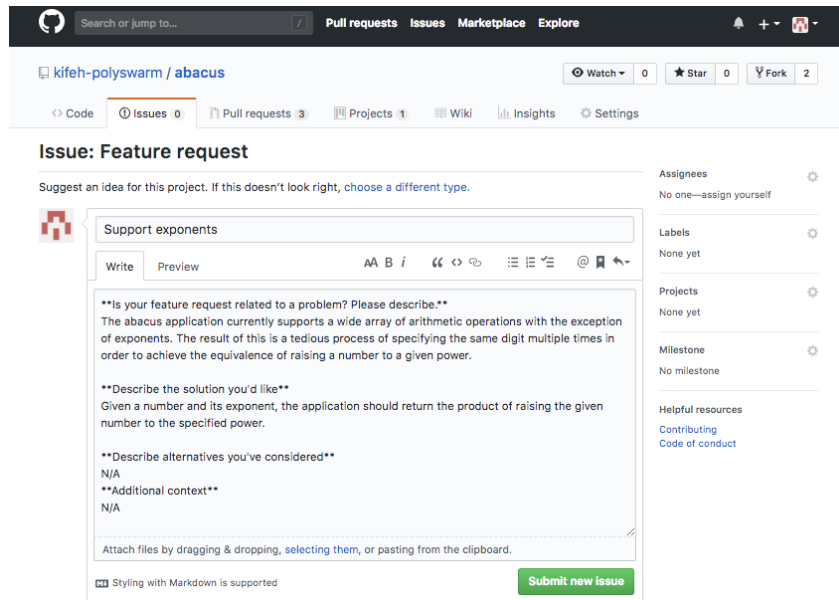 Search or jump to... / Pull requests Issues Marketplace Explore
kifeh-polyswarm / abacus
Watch 0 Star 0 Fork 2
Code Issues 0 Pull requests 3 Projects 1 Wiki Insights Settings
Issue: Feature request
Suggest an idea for this project. If this doesn't look right, choose a different type.
Support exponents
Write Preview
AA B i
**Is your feature request related to a problem? Please describe.**
The abacus application currently supports a wide array of arithmetic operations with the exception
of exponents. The result of this is a tedious process of specifying the same digit multiple times in
order to achieve the equivalence of raising a number to a given power.
**Describe the solution you'd like**
Given a number and its exponent, the application should return the product of raising the given
number to the specified power.
**Describe alternatives you've considered**
N/A
**Additional context**
N/A
Attach files by dragging & dropping, selecting them, or pasting from the clipboard.
Styling with Markdown is supported
Submit new issue
Assignees
No one—assign yourself
Labels
None yet
Projects
None yet
Milestone
No milestone
Helpful resources
Contributing
Code of conduct